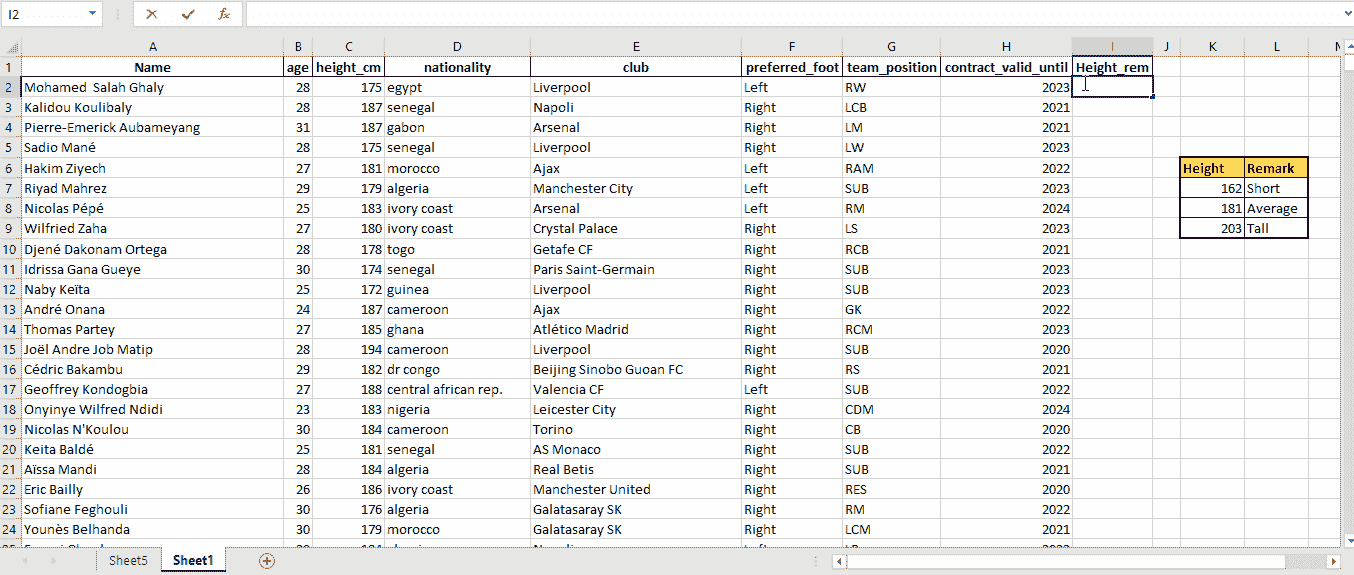 I2 fx
A B C D E F G H I J K L
1 Name age height_cm nationality club preferred_foot team_position contract_valid_until Height_rem
2 Mohamed Salah Ghaly 28 175 egypt Liverpool Left RW 2023
3 Kalidou Koulibaly 28 187 senegal Napoli Right LCB 2021
4 Pierre-Emerick Aubameyang 31 187 gabon Arsenal Right LM 2021
5 Sadio Mané 28 175 senegal Liverpool Right LW 2023
6 Hakim Ziyech 27 181 morocco Ajax Left RAM 2022 Height Remark
7 Riyad Mahrez 29 179 algeria Manchester City Left SUB 2023 162 Short
8 Nicolas Pépé 25 183 ivory coast Arsenal Left RM 2024 181 Average
9 Wilfried Zaha 27 180 ivory coast Crystal Palace Right LS 2023 203 Tall
10 Djené Dakonam Ortega 28 178 togo Getafe CF Right RCB 2021
11 Idrissa Gana Gueye 30 174 senegal Paris Saint-Germain Right SUB 2023
12 Naby Keïta 25 172 guinea Liverpool Right SUB 2023
13 André Onana 24 187 cameroon Ajax Right GK 2022
14 Thomas Partey 27 185 ghana Atlético Madrid Right RCM 2023
15 Joël Andre Job Matip 28 194 cameroon Liverpool Right SUB 2020
16 Cédric Bakambu 29 182 dr congo Beijing Sinobo Guoan FC Right RS 2021
17 Geoffrey Kondogbia 27 188 central african rep. Valencia CF Left SUB 2022
18 Onyinye Wilfred Ndidi 23 183 nigeria Leicester City Right CDM 2024
19 Nicolas N'Koulou 30 184 cameroon Torino Right CB 2020
20 Keita Baldé 25 181 senegal AS Monaco Right SUB 2022
21 Aïssa Mandi 28 184 algeria Real Betis Right SUB 2021
22 Eric Bailly 26 186 ivory coast Manchester United Right RES 2020
23 Sofiane Feghouli 30 176 algeria Galatasaray SK Right RM 2022
24 Younès Belhanda 30 179 morocco Galatasaray SK Right LCM 2021
Sheet5 Sheet1